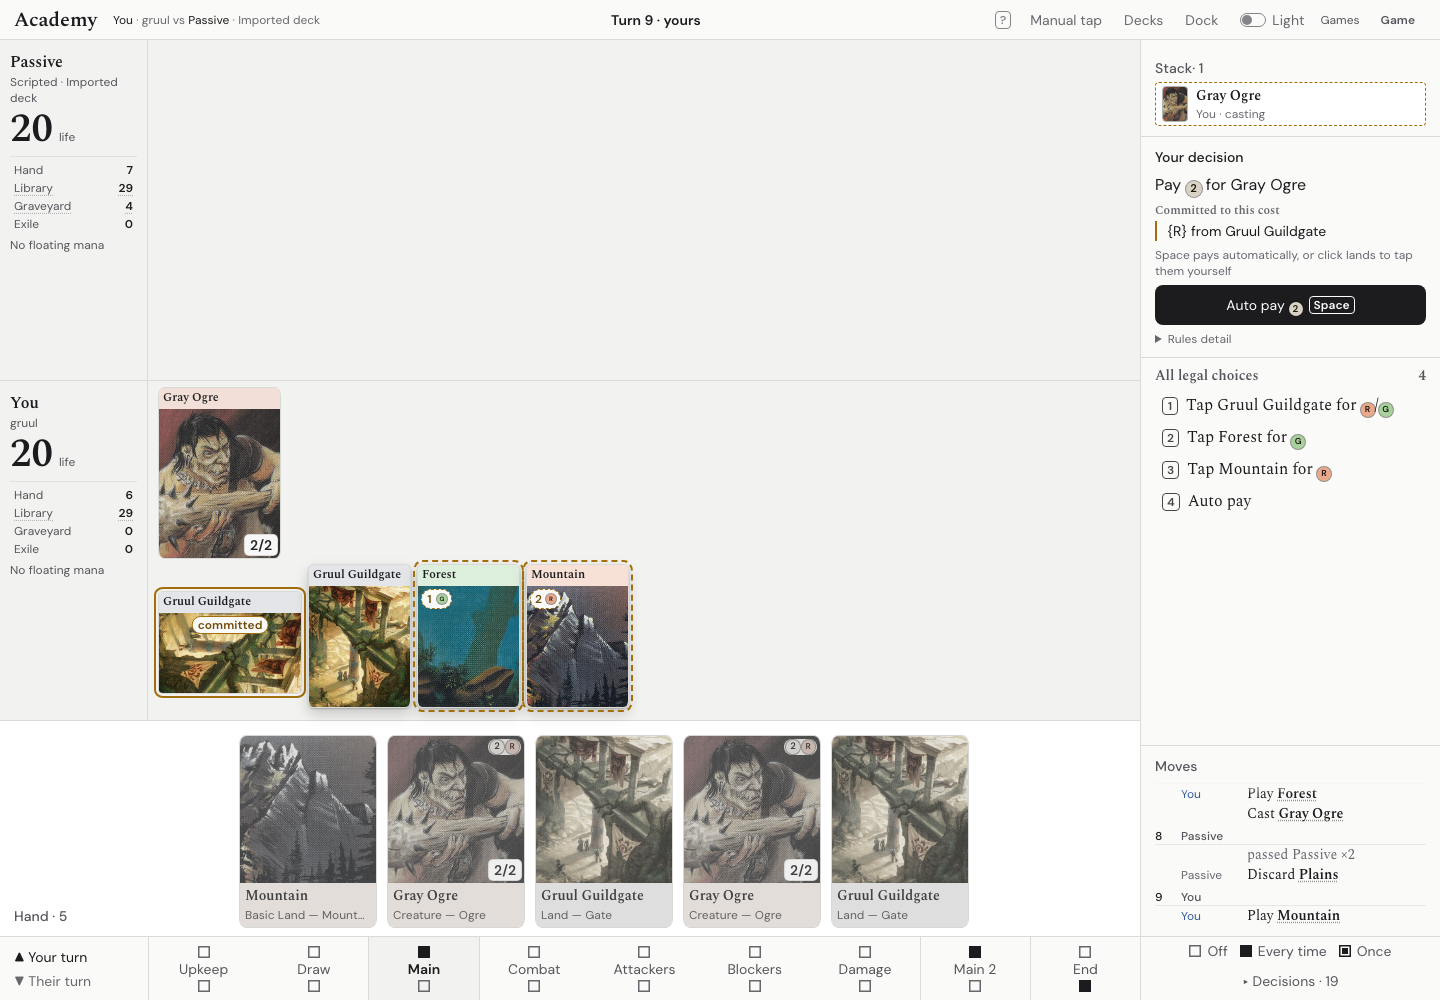 Academy
You · gruul vs Passive · Imported deck
Turn 9 · yours
?
Manual tap
Decks
Dock
Light
Games
Game
Passive
Scripted · Imported
deck
20 life
Hand 7
Library 29
Graveyard 4
Exile 0
No floating mana
You
gruul
20 life
Hand 6
Library 29
Graveyard 0
Exile 0
No floating mana
Gray Ogre
2/2
Gruul Guildgate
committed
Gruul Guildgate
Forest
1 G
Mountain
2 R
Hand · 5
Mountain
Basic Land — Mount…
2 R
2/2
Gray Ogre
Creature — Ogre
Gruul Guildgate
Land — Gate
2 R
2/2
Gray Ogre
Creature — Ogre
Gruul Guildgate
Land — Gate
Stack · 1
Gray Ogre
You · casting
Your decision
Pay 2 for Gray Ogre
Committed to this cost
{R} from Gruul Guildgate
Space pays automatically, or click lands to tap
them yourself
Auto pay 2 Space
Rules detail
All legal choices 4
1 Tap Gruul Guildgate for R/G
2 Tap Forest for G
3 Tap Mountain for R
4 Auto pay
Moves
You Play Forest
Cast Gray Ogre
8 Passive
passed Passive ×2
Passive Discard Plains
9 You
You Play Mountain
▲ Your turn
▼ Their turn
Upkeep
Draw
Main
Combat
Attackers
Blockers
Damage
Main 2
End
Off
Every time
Once
▸ Decisions · 19